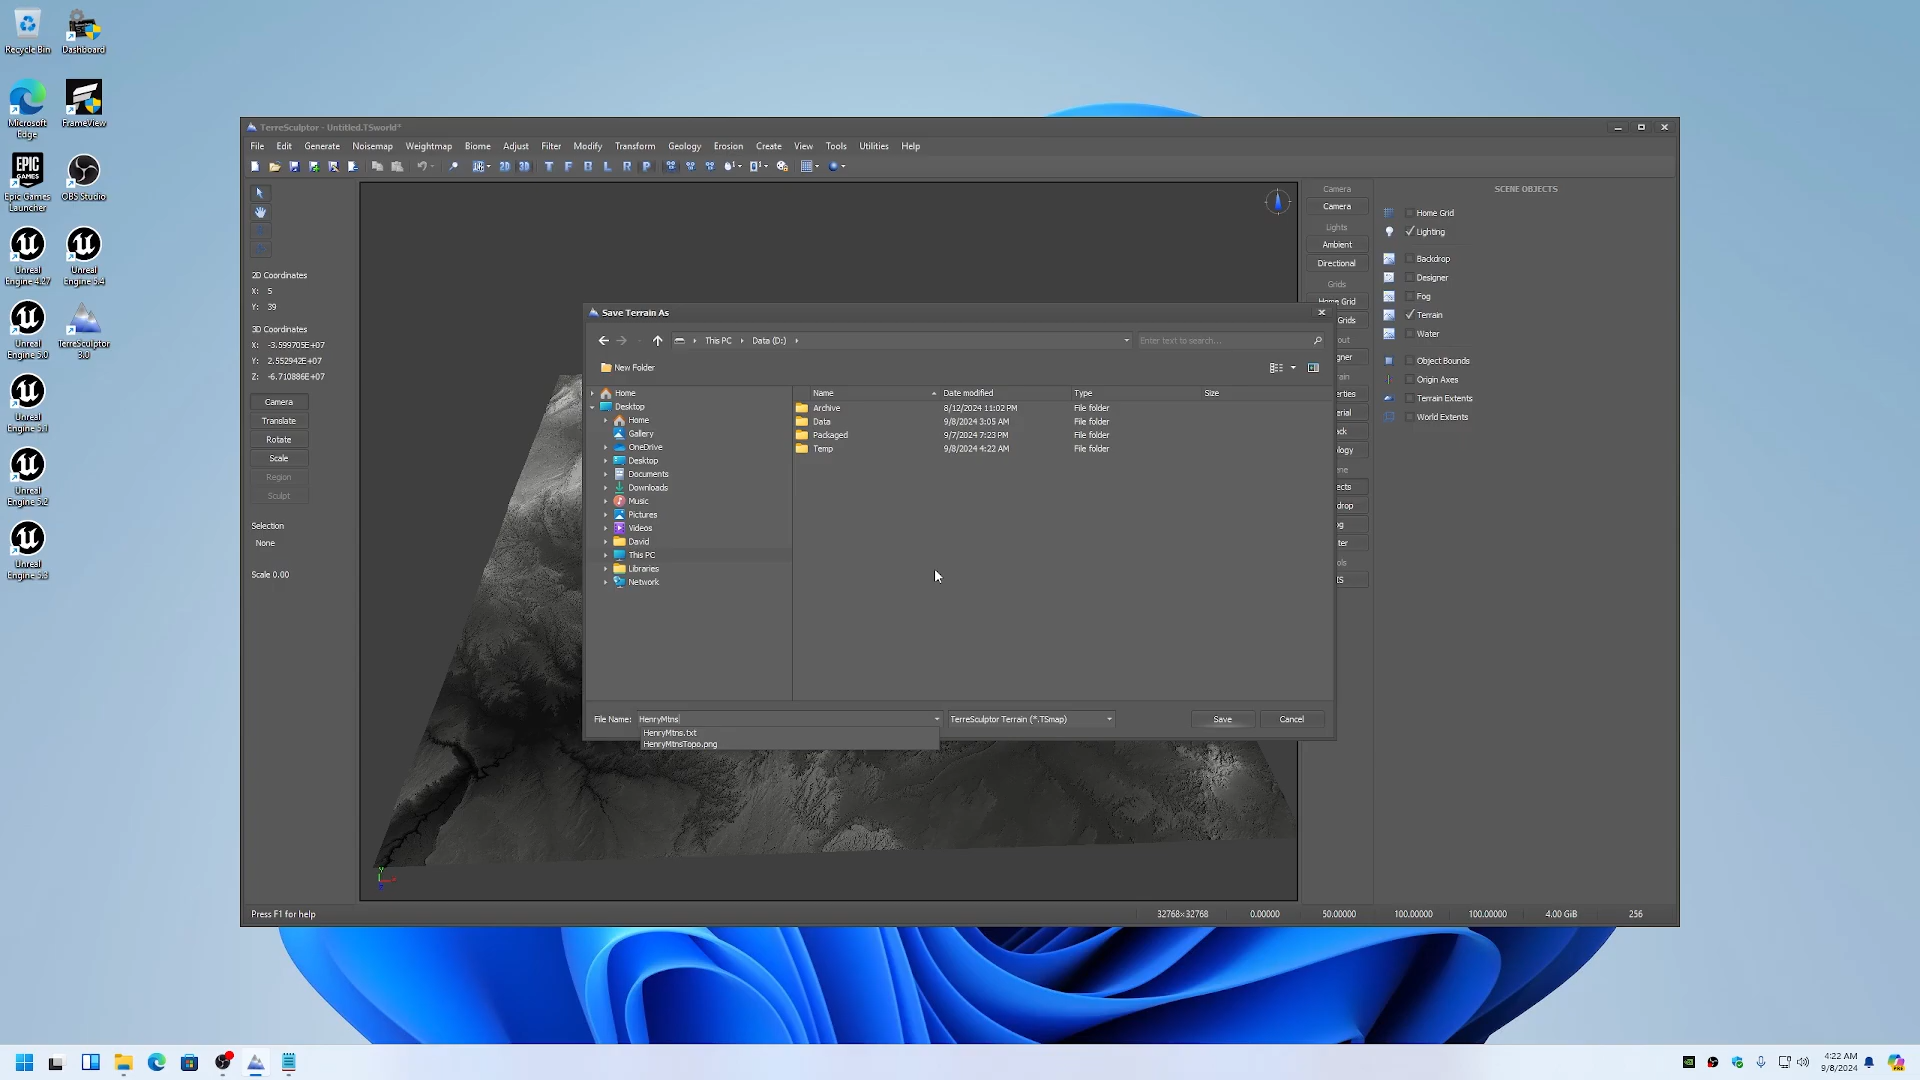 Recycle Bin
Dashboard
Microsoft
Edge
FrameView
EPIC
GAMES
Epic Games
Launcher
OBS Studio
Unreal
Engine 4.27
Unreal
Engine 5.4
Unreal
Engine 5.0
TerreSculptor
3.0
Unreal
Engine 5.1
Unreal
Engine 5.2
Unreal
Engine 5.3
TerreSculptor - Untitled.TSworld*
File Edit Generate Noisemap Weightmap Biome Adjust Filter Modify Transform Geology Erosion Create View Tools Utilities Help
2D 3D T F B L R P
2D Coordinates
X: 5
Y: 39
3D Coordinates
X: -3.599705E+07
Y: 2.552942E+07
Z: -6.710886E+07
Camera
Translate
Rotate
Scale
Region
Sculpt
Selection
None
Scale 0.00
Save Terrain As
This PC Data (D:)
Enter text to search...
New Folder
Home
Desktop
Home
Gallery
OneDrive
Desktop
Documents
Downloads
Music
Pictures
Videos
David
This PC
Libraries
Network
Name Date modified Type Size
Archive 8/12/2024 11:02 PM File folder
Data 9/8/2024 3:05 AM File folder
Packaged 9/7/2024 7:23 PM File folder
Temp 9/8/2024 4:22 AM File folder
File Name: HenryMtns TerreSculptor Terrain (*.TSmap) Save Cancel
HenryMtns.txt
HenryMtnsTopo.png
Camera
Camera
Lights
Ambient
Directional
Grids
Home Grid
Grids
SCENE OBJECTS
Home Grid
Lighting
Backdrop
Designer
Fog
Terrain
Water
Object Bounds
Origin Axes
Terrain Extents
World Extents
Press F1 for help
32768×32768 0.00000 50.00000 100.00000 100.00000 4.00 GiB 256
4:22 AM
9/8/2024